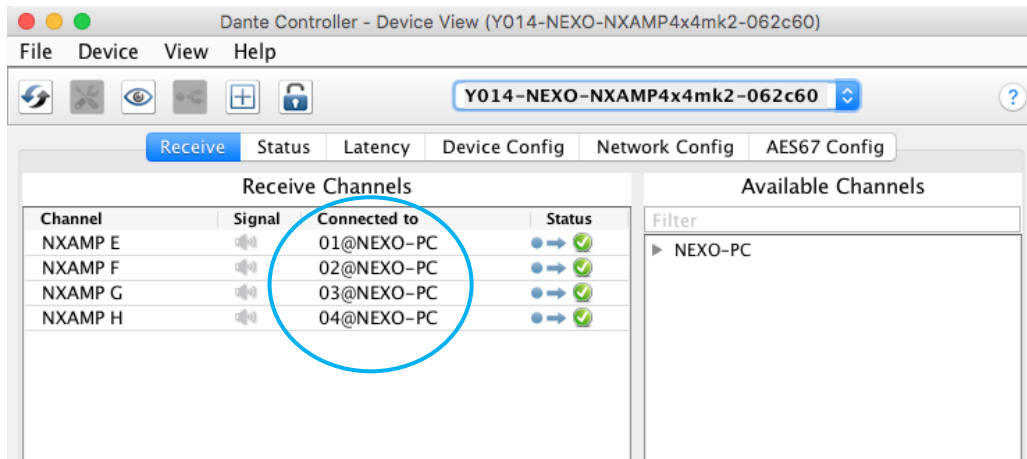 Dante Controller - Device View (Y014-NEXO-NXAMP4x4mk2-062c60)
File Device View Help
Y014-NEXO-NXAMP4x4mk2-062c60 ?
Receive Status Latency Device Config Network Config AES67 Config
Receive Channels
Channel Signal Connected to Status
NXAMP E 01@NEXO-PC
NXAMP F 02@NEXO-PC
NXAMP G 03@NEXO-PC
NXAMP H 04@NEXO-PC
Available Channels
Filter
NEXO-PC